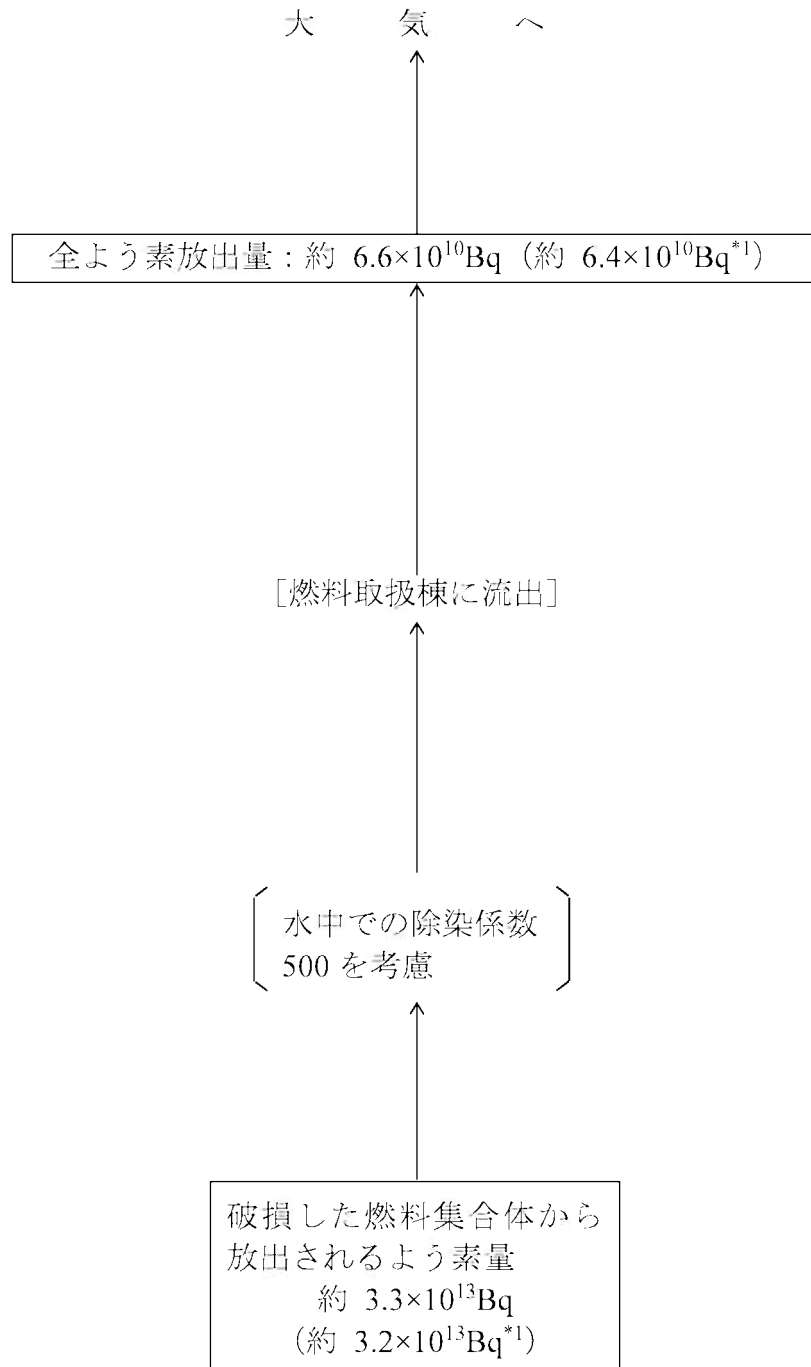 大 気 へ
全よう素放出量：約 6.6×10¹⁰Bq（約 6.4×10¹⁰Bq*¹）
[燃料取扱棟に流出]
水中での除染係数
500 を考慮
破損した燃料集合体から
放出されるよう素量
約 3.3×10¹³Bq
（約 3.2×10¹³Bq*¹）